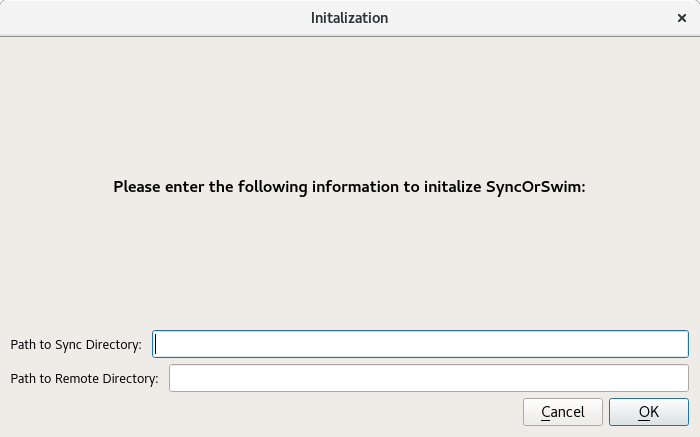 Initalization
Please enter the following information to initalize SyncOrSwim:
Path to Sync Directory:
Path to Remote Directory:
Cancel OK